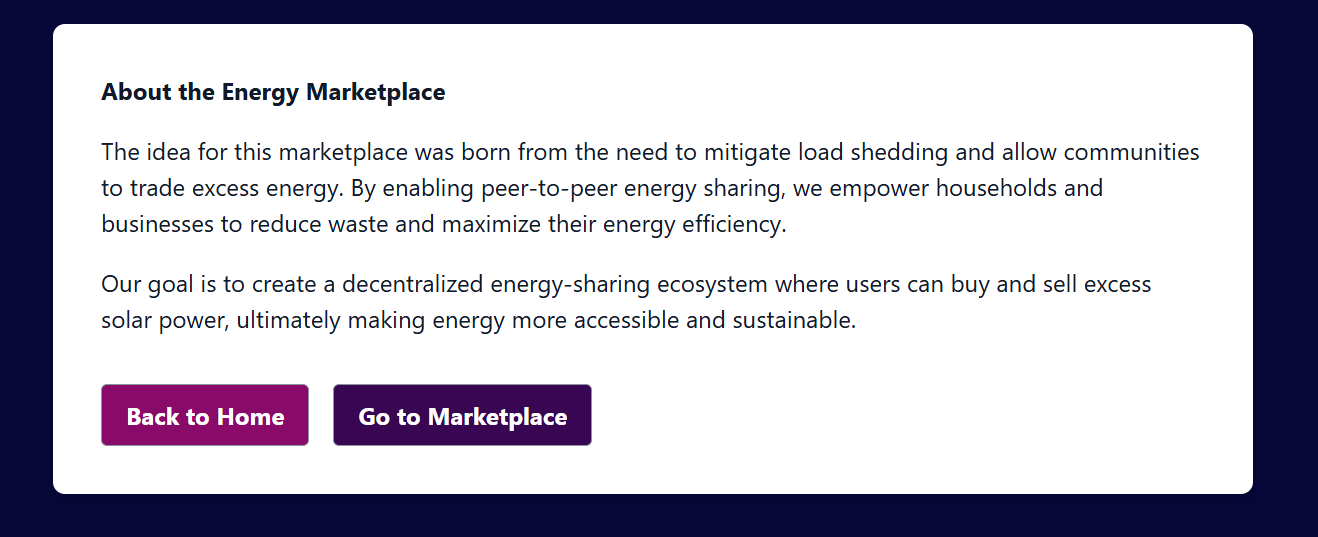 About the Energy Marketplace
The idea for this marketplace was born from the need to mitigate load shedding and allow communities
to trade excess energy. By enabling peer-to-peer energy sharing, we empower households and
businesses to reduce waste and maximize their energy efficiency.
Our goal is to create a decentralized energy-sharing ecosystem where users can buy and sell excess
solar power, ultimately making energy more accessible and sustainable.
Back to Home
Go to Marketplace